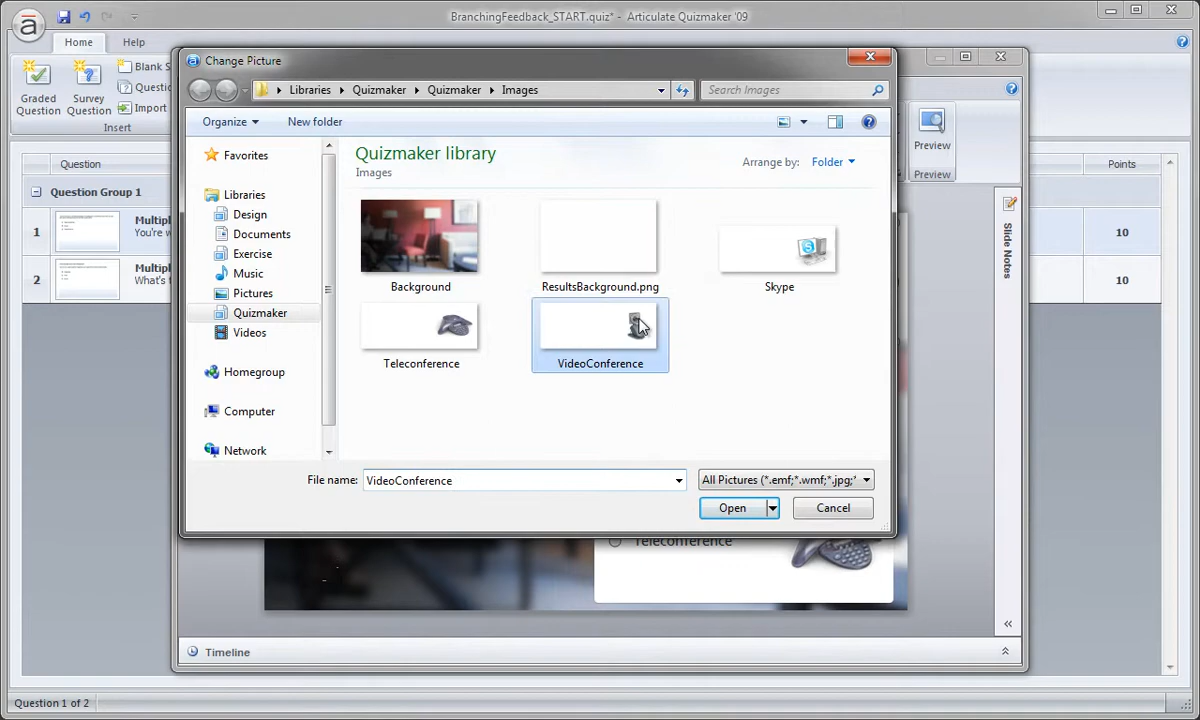 BranchingFeedback_START.quiz* - Articulate Quizmaker '09
Home Help
Graded Question
Survey Question
Blank S
Questio
Import
Insert
Question
Points
Question Group 1
1 Multipl
You're w
10
2 Multipl
What's t
10
Change Picture
Libraries Quizmaker Quizmaker Images
Search Images
Organize New folder
Favorites
Libraries
Design
Documents
Exercise
Music
Pictures
Quizmaker
Videos
Homegroup
Computer
Network
Quizmaker library
Images
Arrange by: Folder
Background
ResultsBackground.png
Skype
Teleconference
VideoConference
File name: VideoConference
All Pictures (*.emf;*.wmf;*.jpg;*
Open Cancel
Preview
Preview
Slide Notes
Teleconference
Timeline
Question 1 of 2